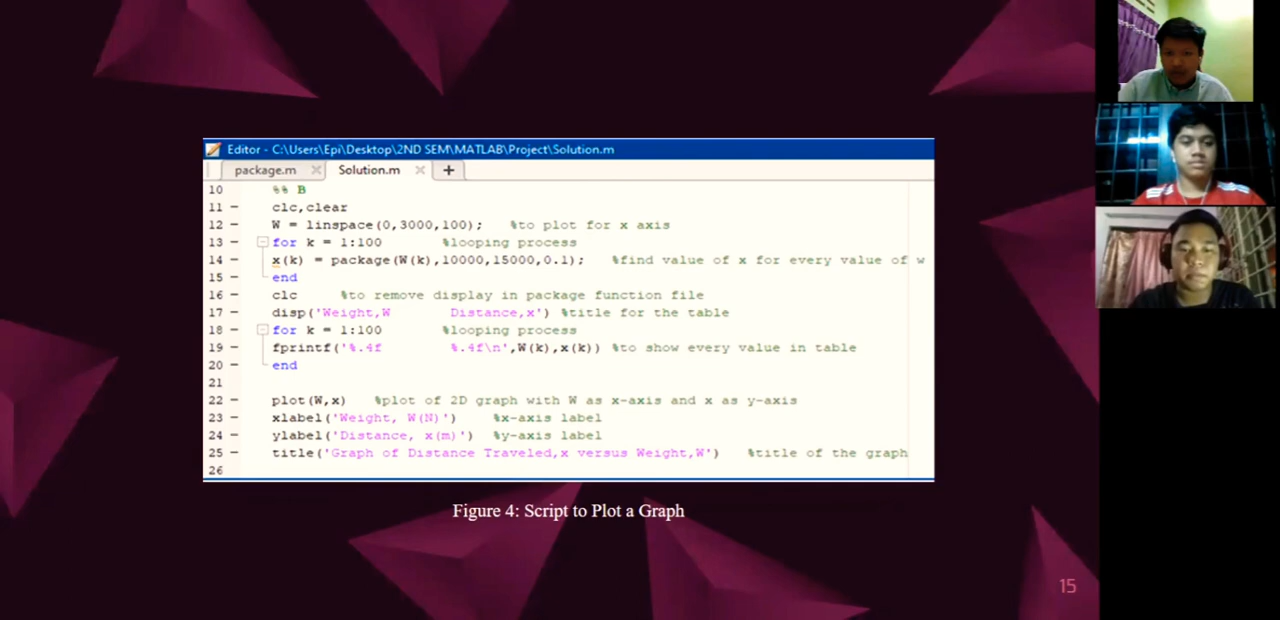 Editor - C:\Users\Epi\Desktop\2ND SEM\MATLAB\Project\Solution.m
package.m × Solution.m × +
10 %% B
11 – clc,clear
12 – W = linspace(0,3000,100); %to plot for x axis
13 – for k = 1:100 %looping process
14 – x(k) = package(W(k),10000,15000,0.1); %find value of x for every value of w
15 – end
16 – clc %to remove display in package function file
17 – disp('Weight,W Distance,x') %title for the table
18 – for k = 1:100 %looping process
19 – fprintf('%.4f %.4f\n',W(k),x(k)) %to show every value in table
20 – end
21
22 – plot(W,x) %plot of 2D graph with W as x-axis and x as y-axis
23 – xlabel('Weight, W(N)') %x-axis label
24 – ylabel('Distance, x(m)') %y-axis label
25 – title('Graph of Distance Traveled,x versus Weight,W') %title of the graph
26
Figure 4: Script to Plot a Graph
15